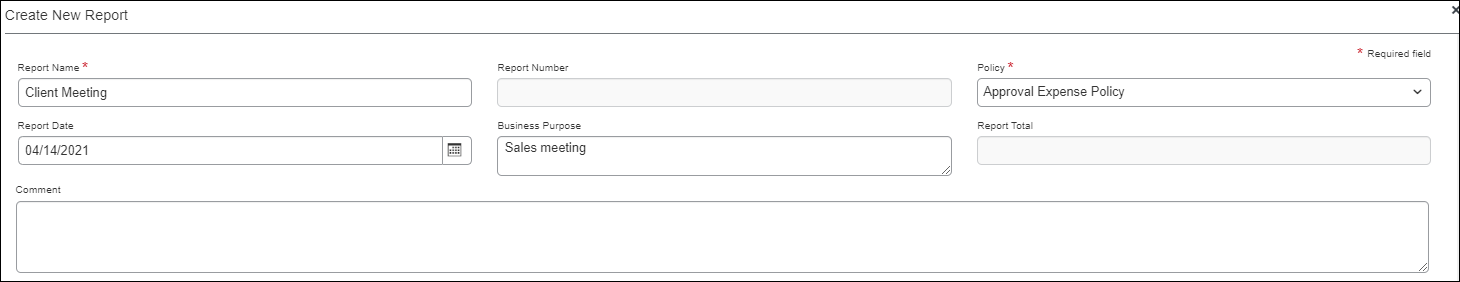 Create New Report
* Required field
Report Name *
Report Number
Policy *
Client Meeting
Approval Expense Policy
Report Date
Business Purpose
Report Total
04/14/2021
Sales meeting
Comment